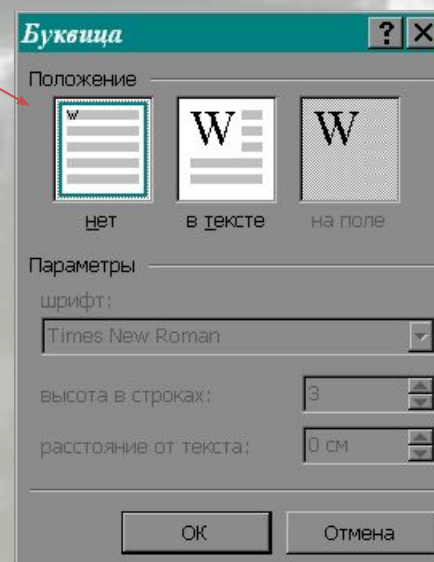 Буквица ? X
Положение
W W W
нет в тексте на поле
Параметры
шрифт:
Times New Roman
высота в строках: 3
расстояние от текста: 0 см
OK Отмена